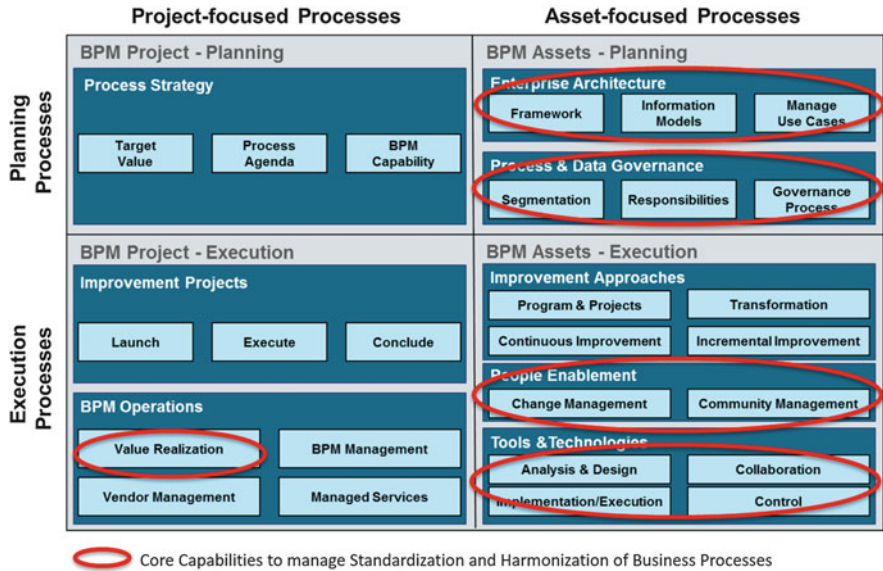 Project-focused Processes
Asset-focused Processes
Planning
Processes
BPM Project - Planning
Process Strategy
Target
Value
Process
Agenda
BPM
Capability
BPM Assets - Planning
Enterprise Architecture
Framework
Information
Models
Manage
Use Cases
Process & Data Governance
Segmentation
Responsibilities
Governance
Process
Execution
Processes
BPM Project - Execution
Improvement Projects
Launch
Execute
Conclude
BPM Operations
Value Realization
BPM Management
Vendor Management
Managed Services
BPM Assets - Execution
Improvement Approaches
Program & Projects
Transformation
Continuous Improvement
Incremental Improvement
People Enablement
Change Management
Community Management
Tools &Technologies
Analysis & Design
Collaboration
Implementation/Execution
Control
Core Capabilities to manage Standardization and Harmonization of Business Processes